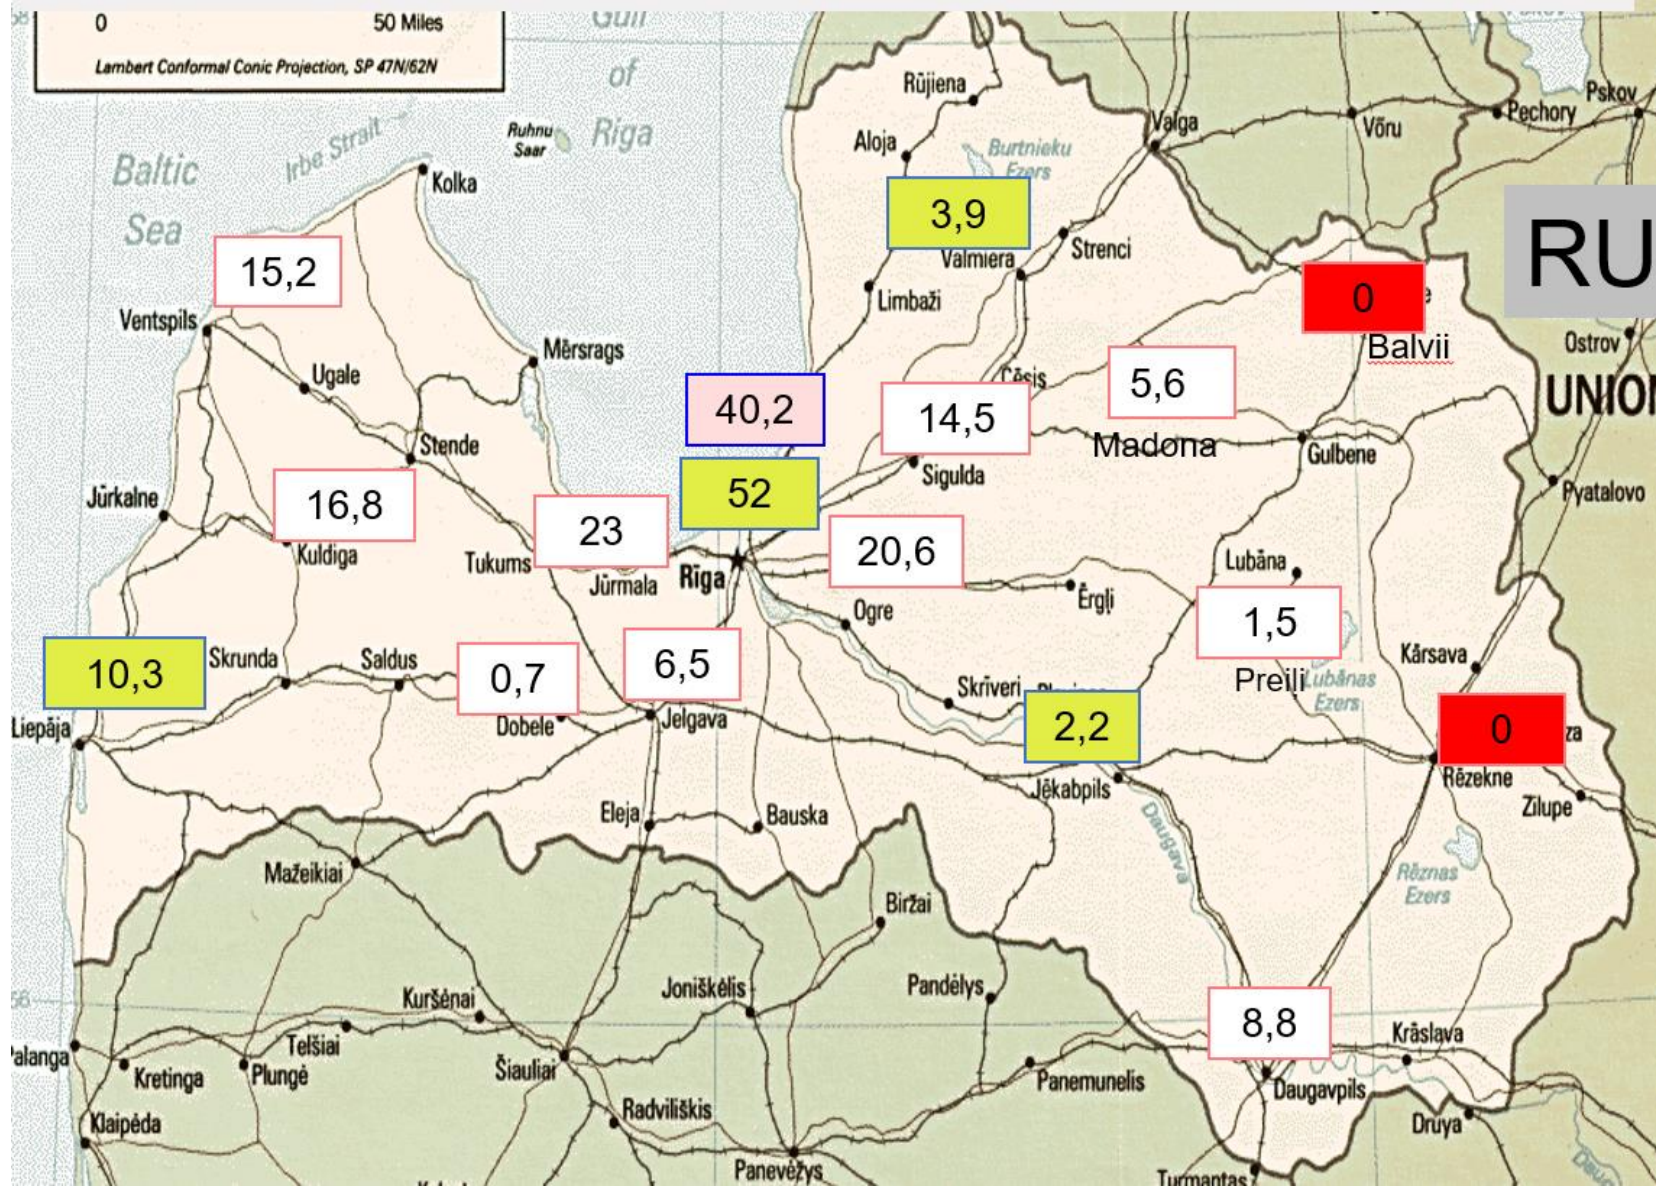 58
0 50 Miles
Lambert Conformal Conic Projection, SP 47N/62N
Gulf
of
Riga
Irbe Strait
Ruhnu
Saar
Baltic
Sea
Kolka
Rūjiena
Aloja
Burtnieku
Ezers
Valga
Võru
Pechory
Pskov
3,9
RU
15,2
Valmiera
Strenci
Limbaži
0
Balvii
Ostrov
UNION
Ventspils
Mērsrags
Ugale
40,2
14,5
Cēsis
5,6
Madona
Gulbene
Stende
52
Sigulda
Pyatalovo
Jūrkalne
16,8
Kuldiga
Tukums
23
Jūrmala
Rīga
20,6
Ērgļi
Lubāna
Ogre
1,5
Preiļi
Lubānas
Ezers
Kārsava
10,3
Skrunda
Saldus
0,7
Dobele
6,5
Jelgava
Skrīveri
2,2
Jēkabpils
0
za
Rēzekne
Zilupe
Liepāja
Eleja
Bauska
Daugava
Rēznas
Ezers
Mažeikiai
Biržai
56
Kuršėnai
Joniškėlis
Pandėlys
8,8
Krāslava
Daugavpils
Palanga
Kretinga
Telšiai
Plungė
Šiauliai
Panemunelis
Klaipėda
Radviliškis
Druya
Panevėžys
Turmantas